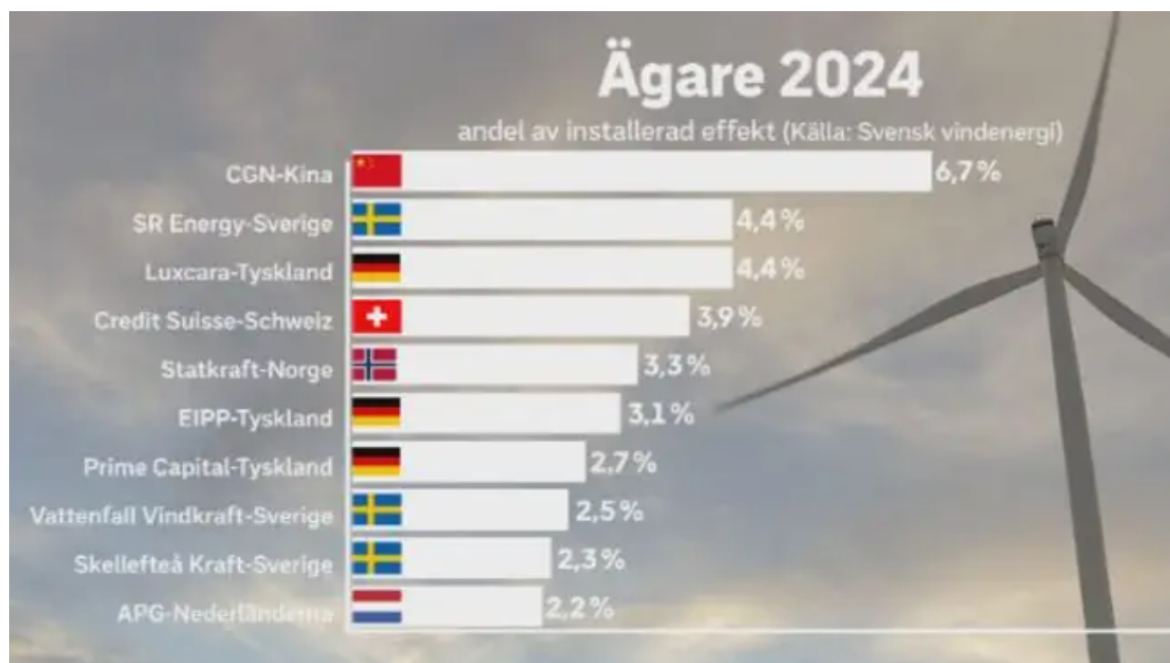 Ägare 2024
andel av installerad effekt (Källa: Svensk vindenergi)
CGN-Kina 6,7 %
SR Energy-Sverige 4,4 %
Luxcara-Tyskland 4,4 %
Credit Suisse-Schweiz 3,9 %
Statkraft-Norge 3,3 %
EIPP-Tyskland 3,1 %
Prime Capital-Tyskland 2,7 %
Vattenfall Vindkraft-Sverige 2,5 %
Skellefteå Kraft-Sverige 2,3 %
APG-Nederländerna 2,2 %